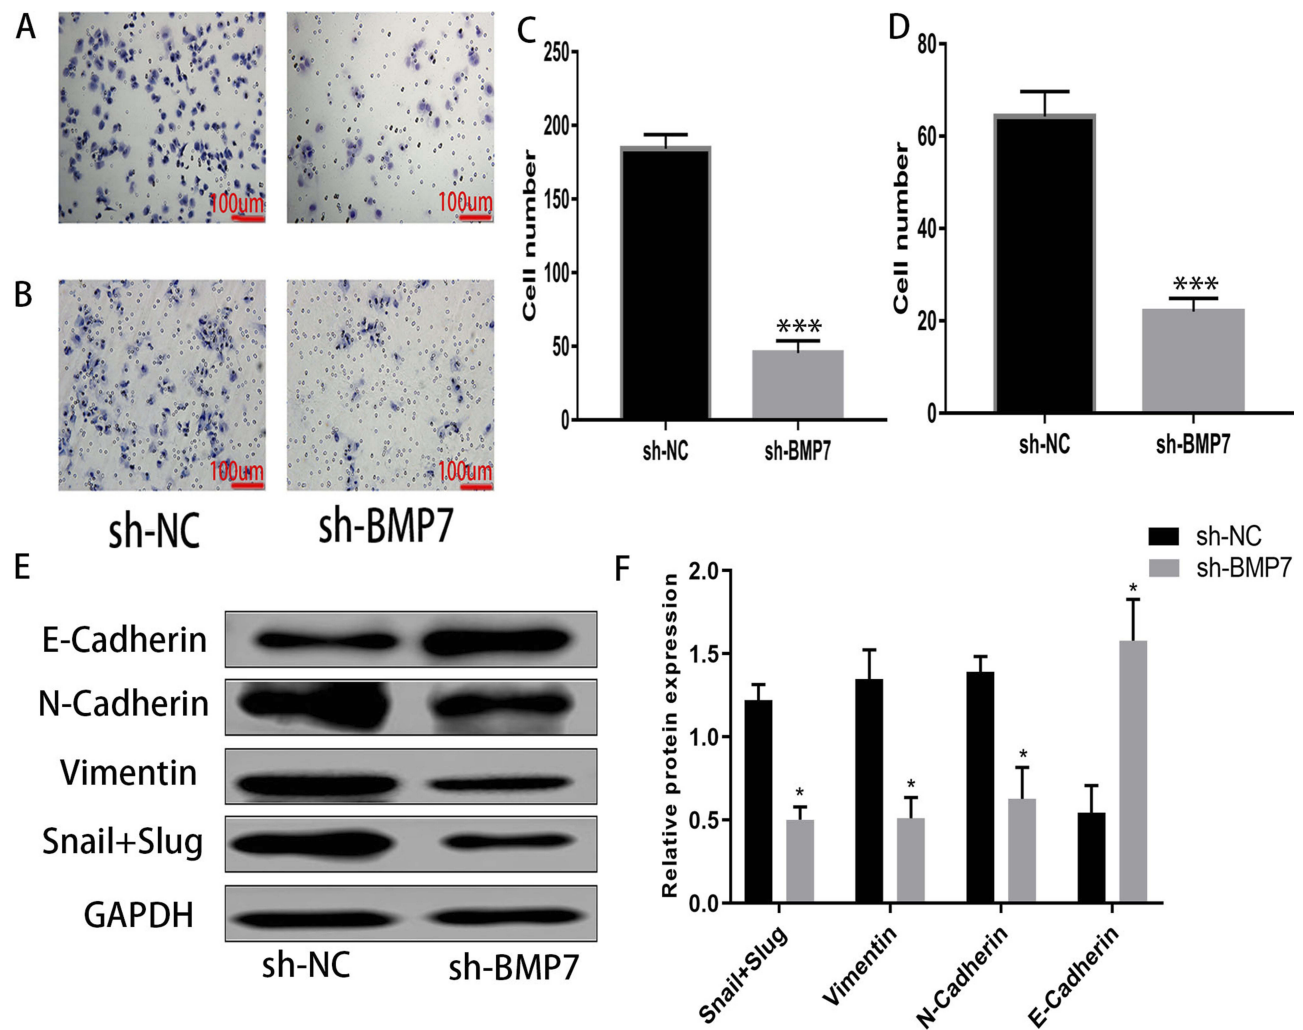 A
100um
100um
B
100um
100um
sh-NC
sh-BMP7
C
Cell number
250
200
150
100
50
0
***
sh-NC
sh-BMP7
D
Cell number
80
60
40
20
0
***
sh-NC
sh-BMP7
E
E-Cadherin
N-Cadherin
Vimentin
Snail+Slug
GAPDH
sh-NC
sh-BMP7
F
sh-NC
sh-BMP7
Relative protein expression
2.0
1.5
1.0
0.5
0.0
*
*
*
*
Snail+Slug
Vimentin
N-Cadherin
E-Cadherin